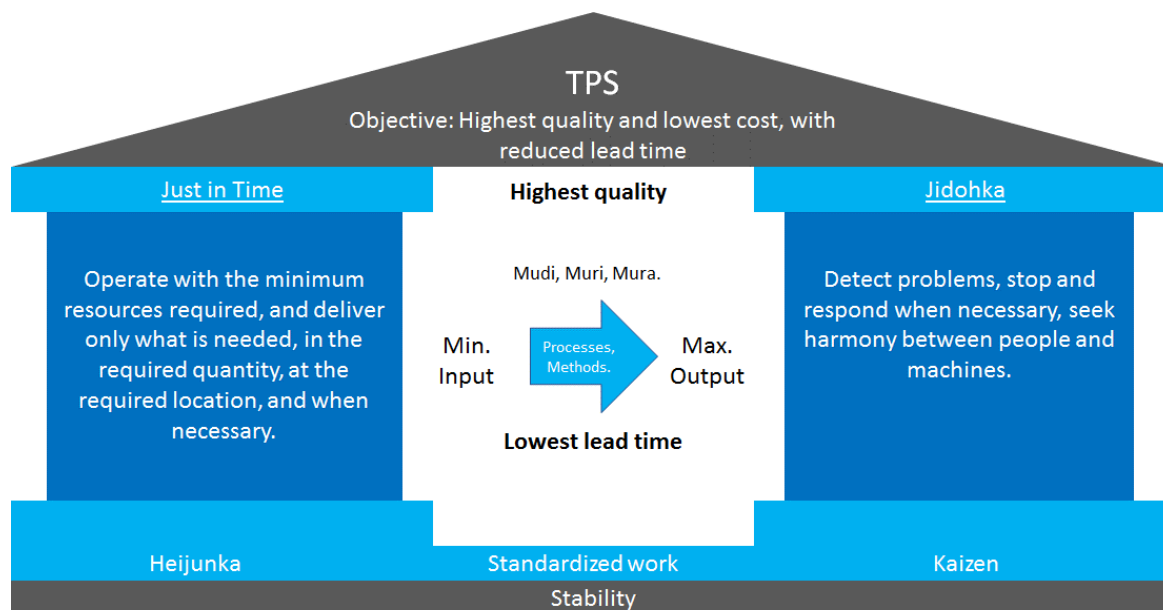 TPS
Objective: Highest quality and lowest cost, with
reduced lead time
Just in Time
Highest quality
Jidohka
Operate with the minimum
resources required, and deliver
only what is needed, in the
required quantity, at the
required location, and when
necessary.
Mudi, Muri, Mura.
Min.
Input
Processes,
Methods.
Max.
Output
Lowest lead time
Detect problems, stop and
respond when necessary, seek
harmony between people and
machines.
Heijunka
Standardized work
Kaizen
Stability